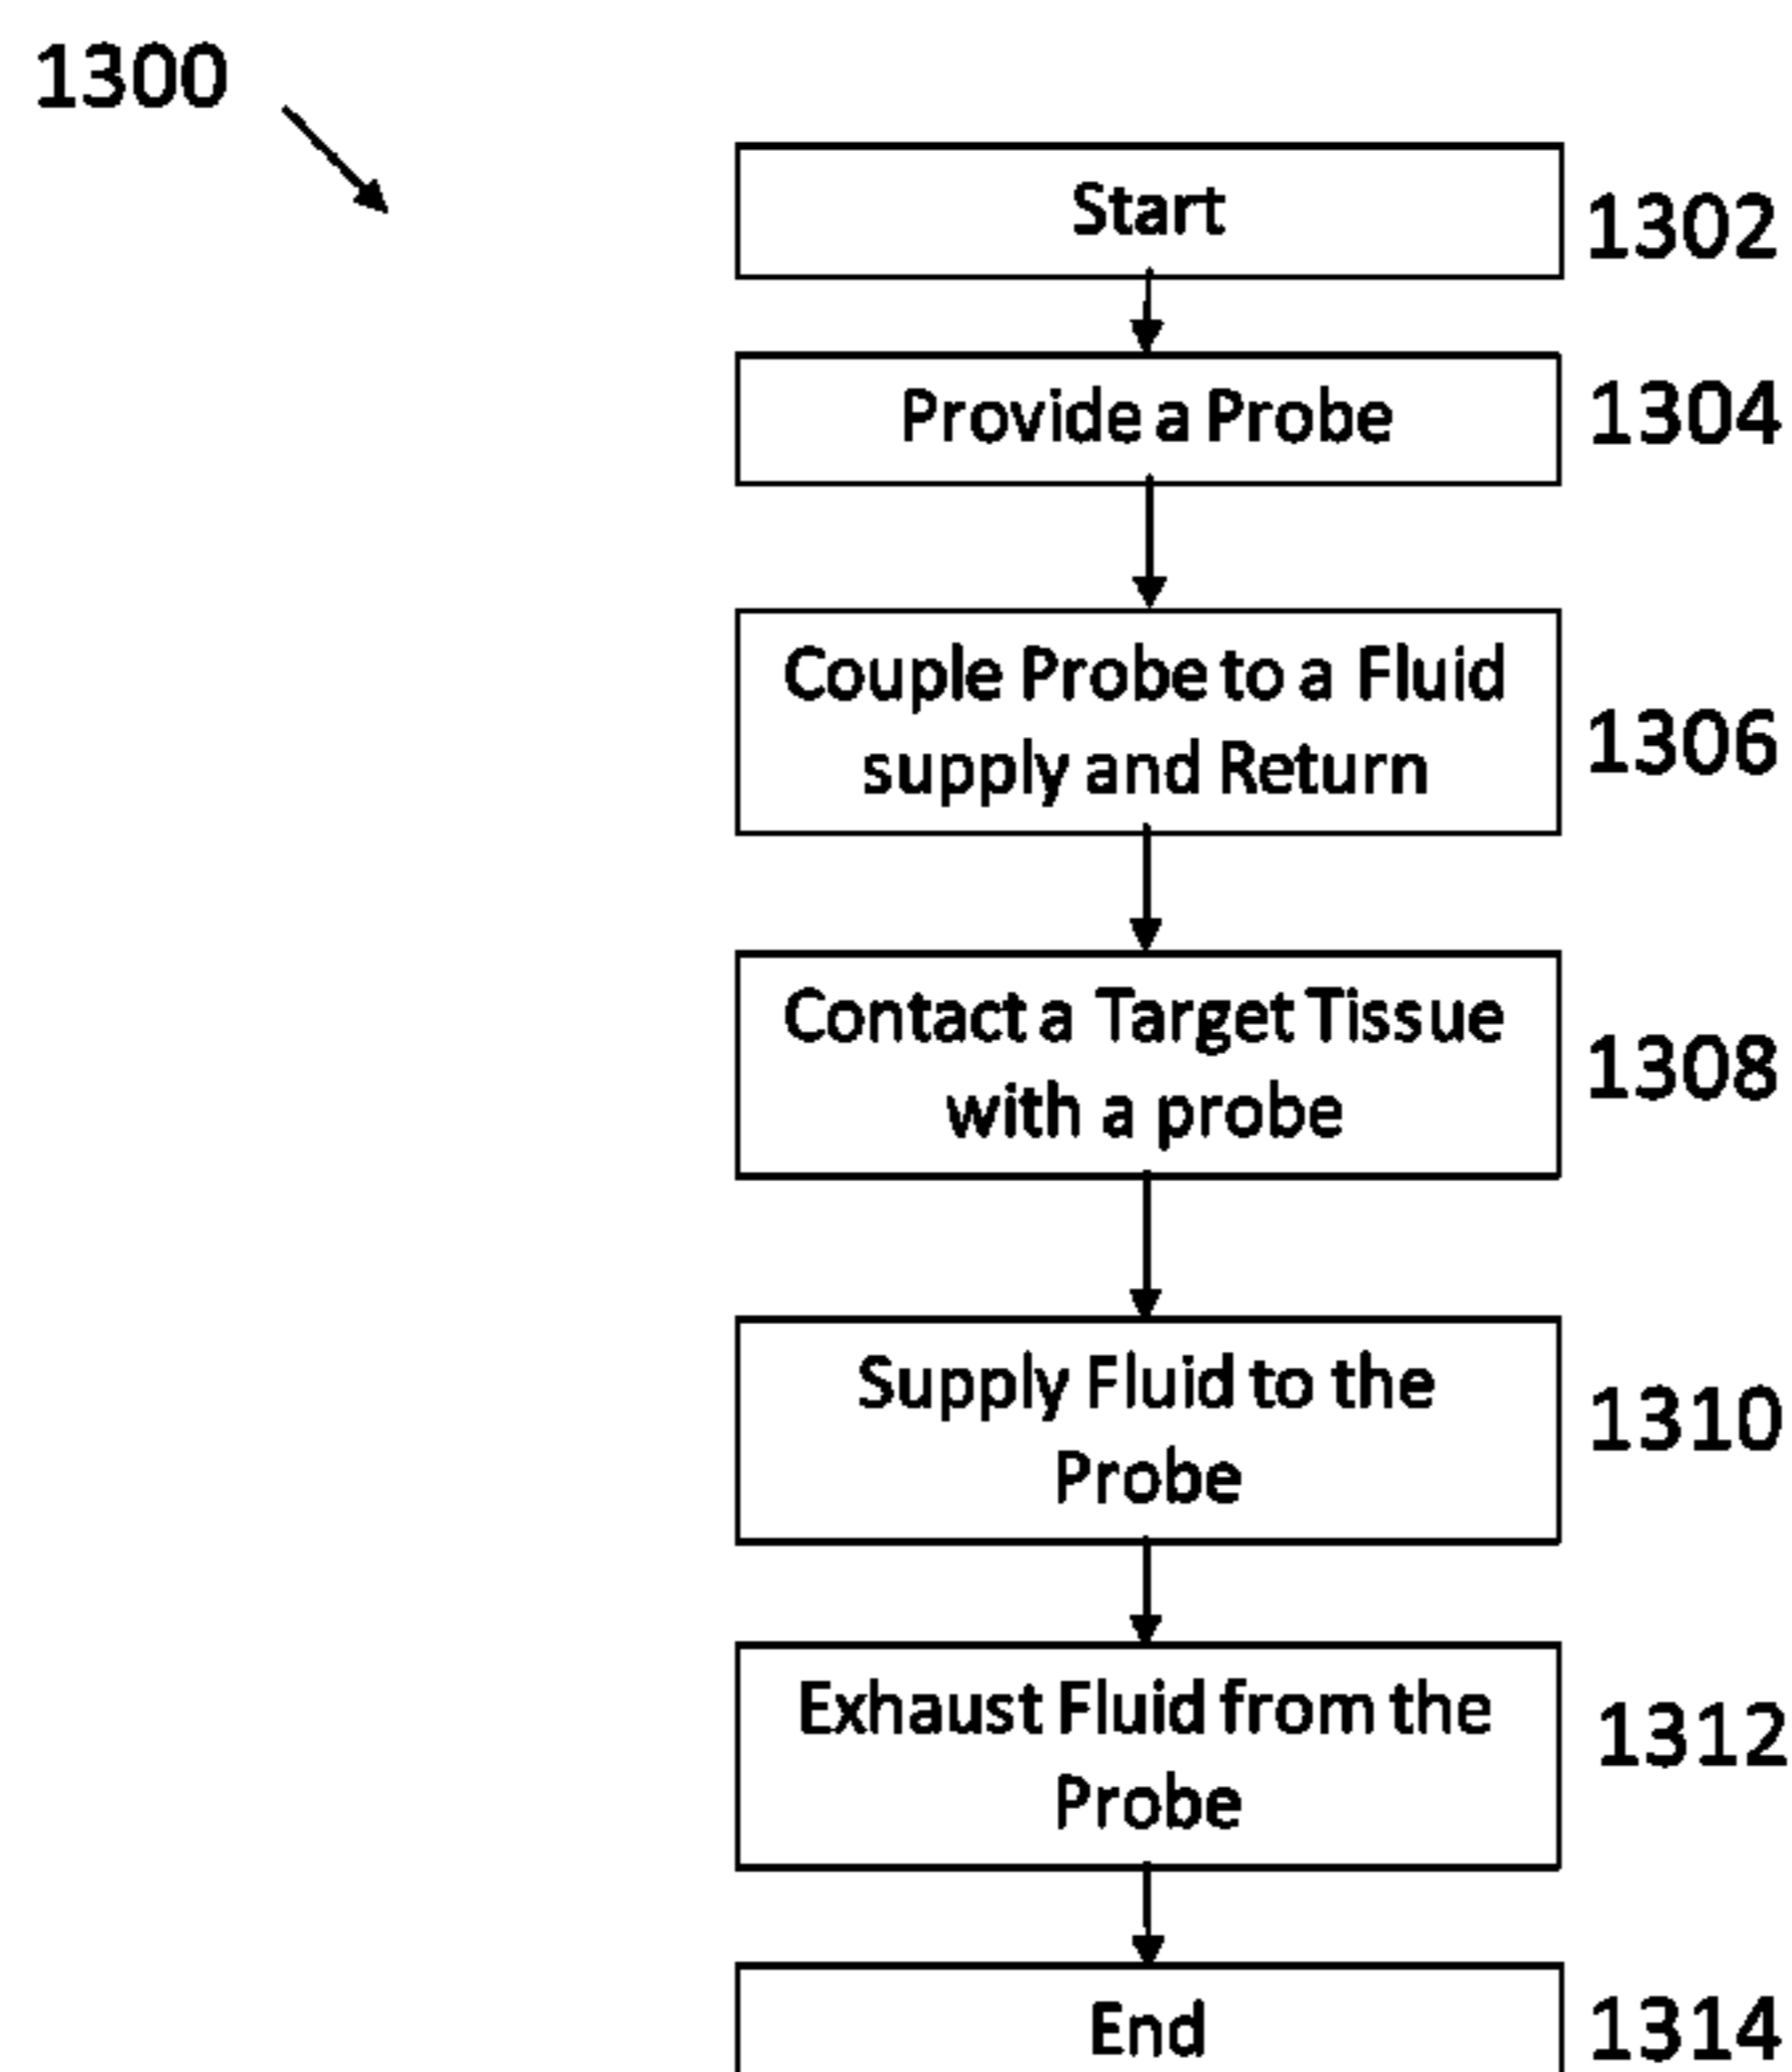 1300
Start
1302
Provide a Probe
1304
Couple Probe to a Fluid
supply and Return
1306
Contact a Target Tissue
with a probe
1308
Supply Fluid to the
Probe
1310
Exhaust Fluid from the
Probe
1312
End
1314